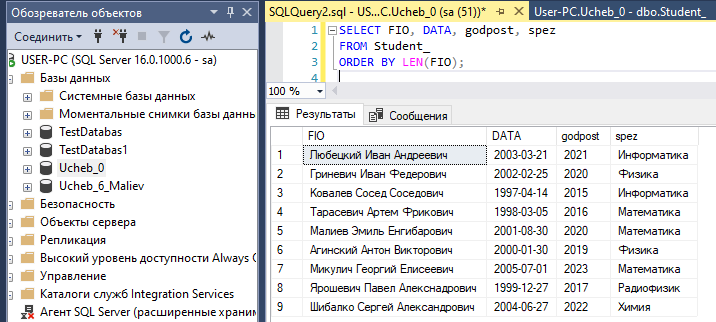 Обозреватель объектов
Соединить
USER-PC (SQL Server 16.0.1000.6 - sa)
Базы данных
Системные базы данных
Моментальные снимки базы данных
TestDatabas
TestDatabas1
Ucheb_0
Ucheb_6_Maliev
Безопасность
Объекты сервера
Репликация
Высокий уровень доступности Always
Управление
Каталоги служб Integration Services
Агент SQL Server (расширенные храни
SQLQuery2.sql - US...C.Ucheb_0 (sa (51))*
User-PC.Ucheb_0 - dbo.Student_
SELECT FIO, DATA, godpost, spez
FROM Student_
ORDER BY LEN(FIO);
1
2
3
4
100 %
Результаты
Сообщения
FIO DATA godpost spez
1 Любецкий Иван Андреевич 2003-03-21 2021 Информатика
2 Гриневич Иван Федерович 2002-02-25 2020 Физика
3 Ковалев Сосед Соседович 1997-04-14 2015 Информатика
4 Тарасевич Артем Фрикович 1998-03-05 2016 Математика
5 Малиев Эмиль Енгибарович 2001-08-30 2020 Математика
6 Агинский Антон Викторович 2000-01-30 2019 Физика
7 Микулич Георгий Елисеевич 2005-07-01 2023 Математика
8 Ярошевич Павел Алекснадрович 1999-12-27 2017 Радиофизик
9 Шибалко Сергей Александрович 2004-06-27 2022 Химия